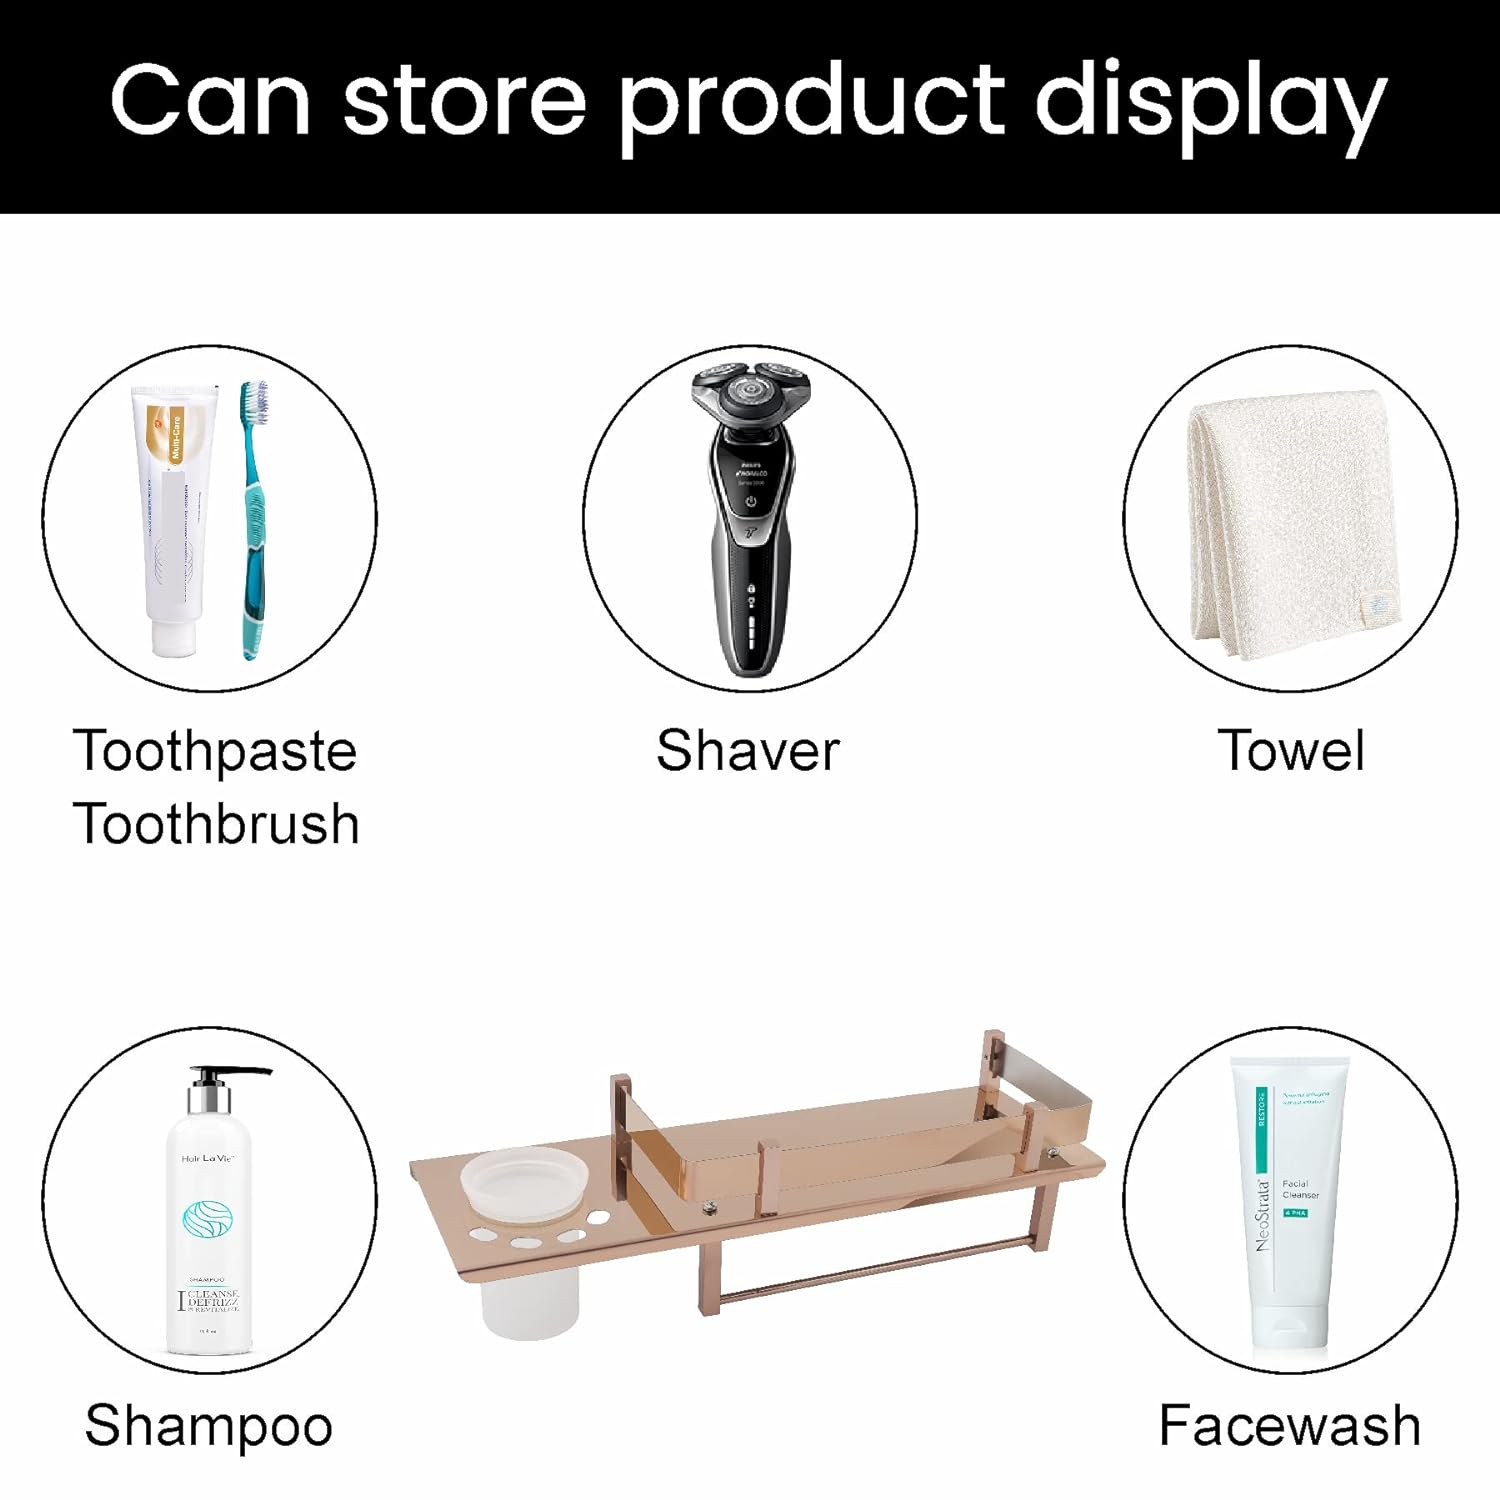 Can store product display
Multi-Care
PHILIPS
NORELCO
Toothpaste
Toothbrush
Shaver
Towel
Hair La Vie
SHAMPOO
I CLEANSE,
DEFRIZZ
& REVITALIZE
RESTORE
NeoStrata
Facial
Cleanser
4 PHA
Shampoo
Facewash